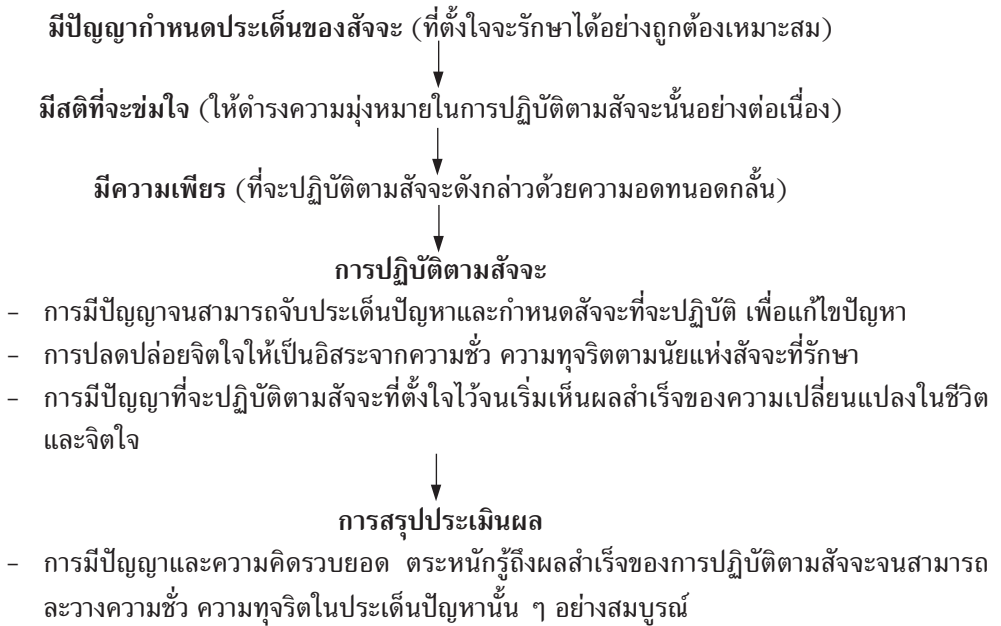 มีปัญญากำหนดประเด็นของสัจจะ (ที่ตั้งใจจะรักษาได้อย่างถูกต้องเหมาะสม)
มีสติที่จะข่มใจ (ให้ดำรงความมุ่งหมายในการปฏิบัติตามสัจจะนั้นอย่างต่อเนื่อง)
มีความเพียร (ที่จะปฏิบัติตามสัจจะดังกล่าวด้วยความอดทนอดกลั้น)
การปฏิบัติตามสัจจะ
- การมีปัญญาจนสามารถจับประเด็นปัญหาและกำหนดสัจจะที่จะปฏิบัติ เพื่อแก้ไขปัญหา
- การปลดปล่อยจิตใจให้เป็นอิสระจากความชั่ว ความทุจริตตามนัยแห่งสัจจะที่รักษา
- การมีปัญญาที่จะปฏิบัติตามสัจจะที่ตั้งใจไว้จนเริ่มเห็นผลสำเร็จของความเปลี่ยนแปลงในชีวิต
และจิตใจ
การสรุปประเมินผล
- การมีปัญญาและความคิดรวบยอด ตระหนักรู้ถึงผลสำเร็จของการปฏิบัติตามสัจจะจนสามารถ
ละวางความชั่ว ความทุจริตในประเด็นปัญหานั้น ๆ อย่างสมบูรณ์